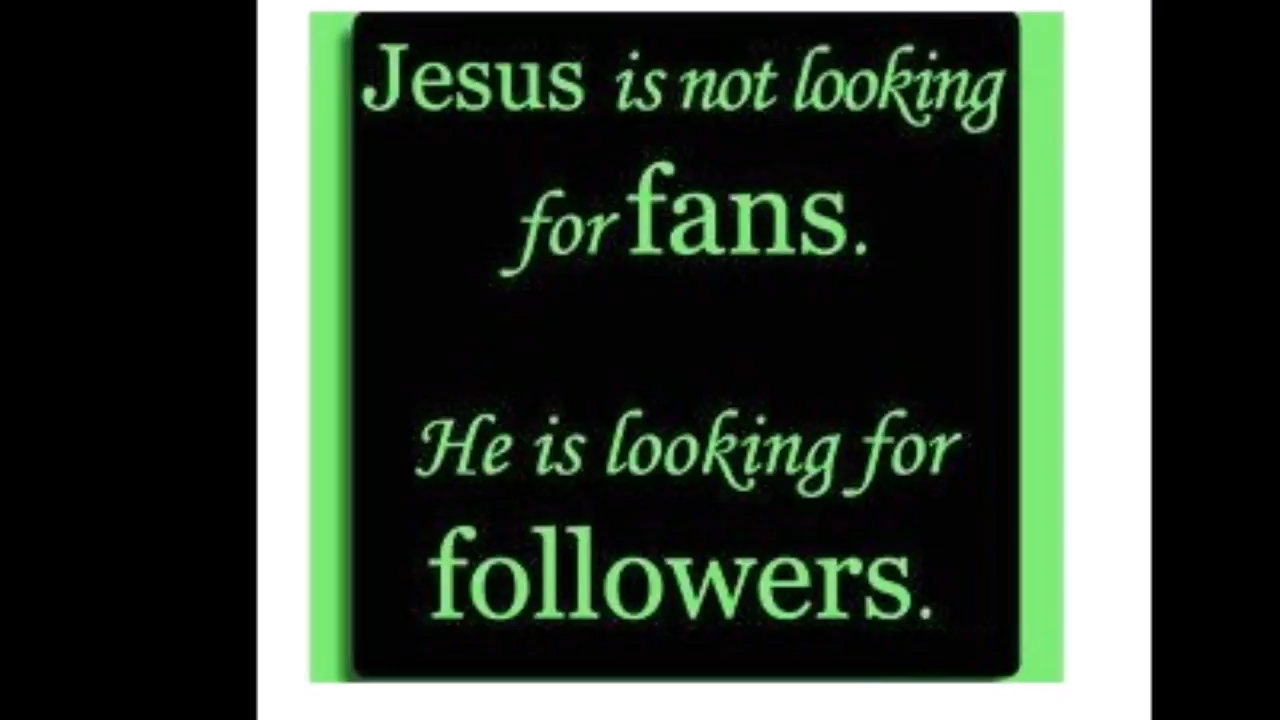 Jesus is not looking
for fans.
He is looking for
followers.